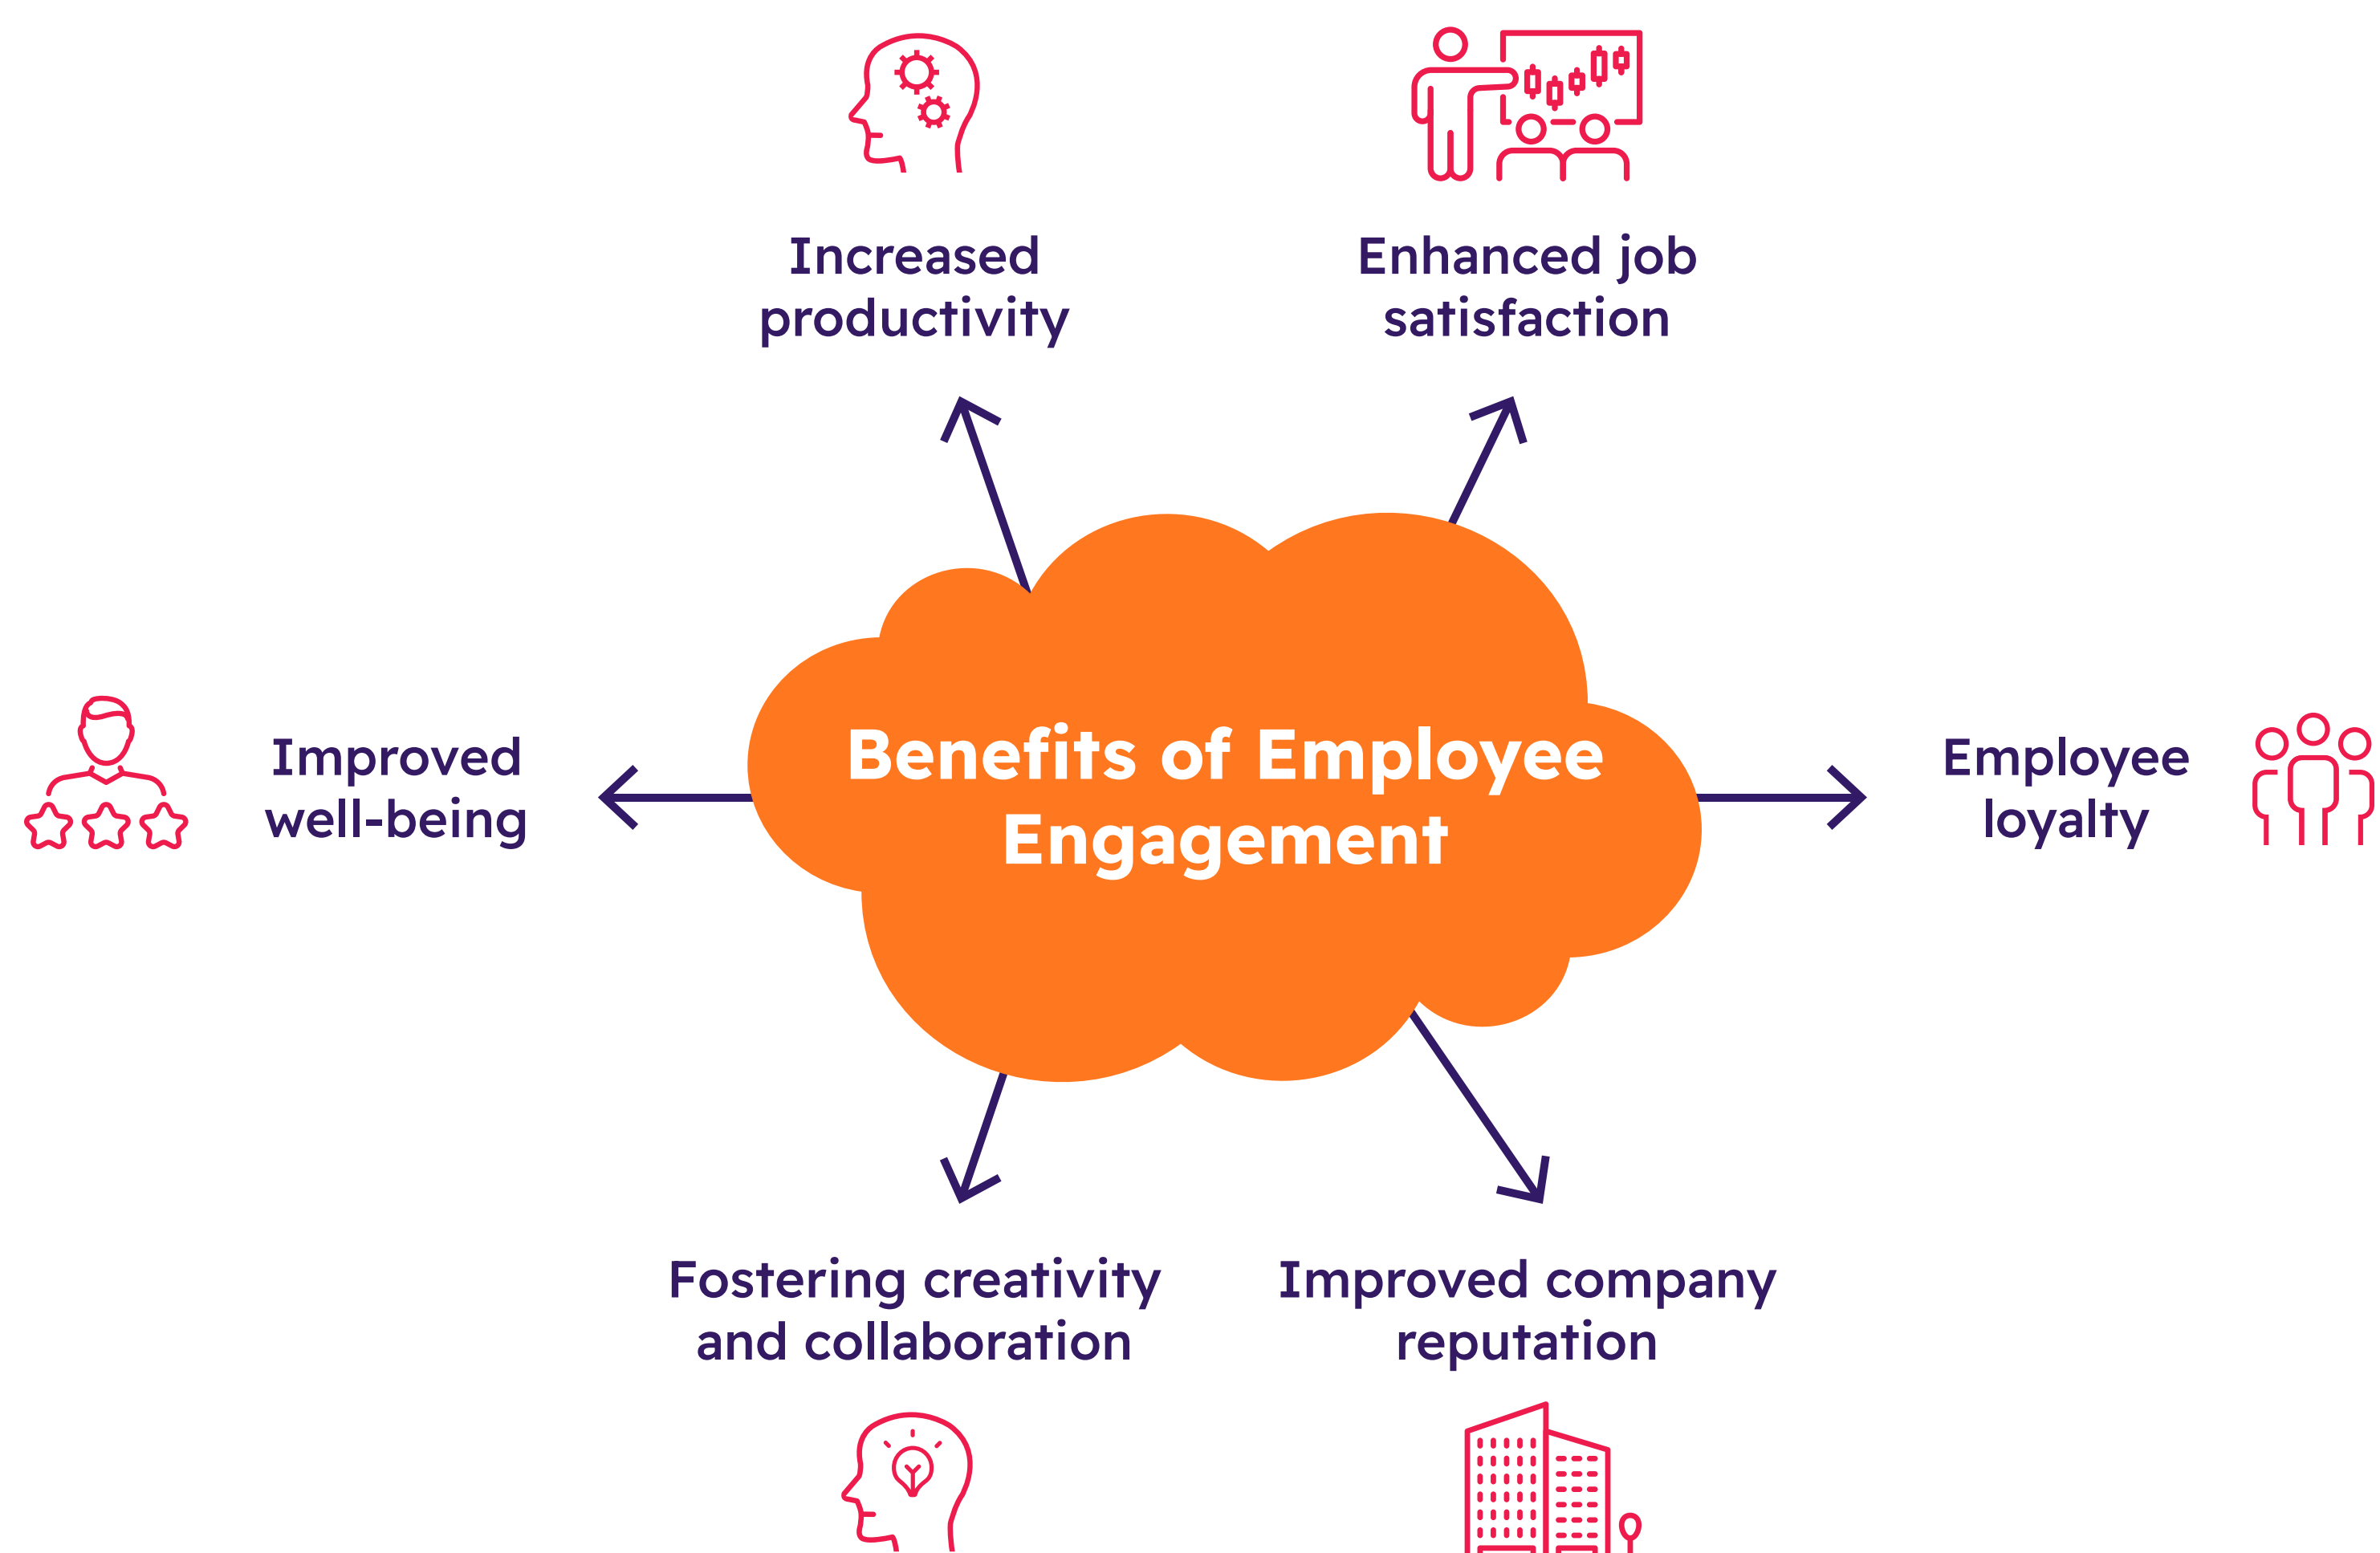 Increased
productivity
Enhanced job
satisfaction
Improved
well-being
Benefits of Employee
Engagement
Employee
loyalty
Fostering creativity
and collaboration
Improved company
reputation